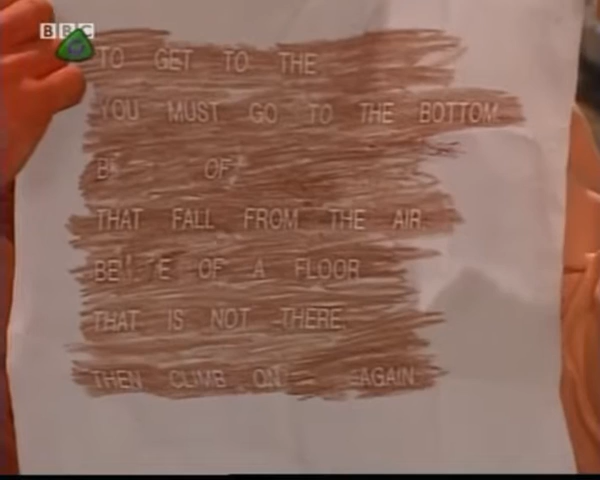 BBC
TO GET TO THE
YOU MUST GO TO THE BOTTOM.
OF
THAT FALL FROM THE AIR.
OF A FLOOR
THAT IS NOT THERE.
THEN CLIMB ON AGAIN